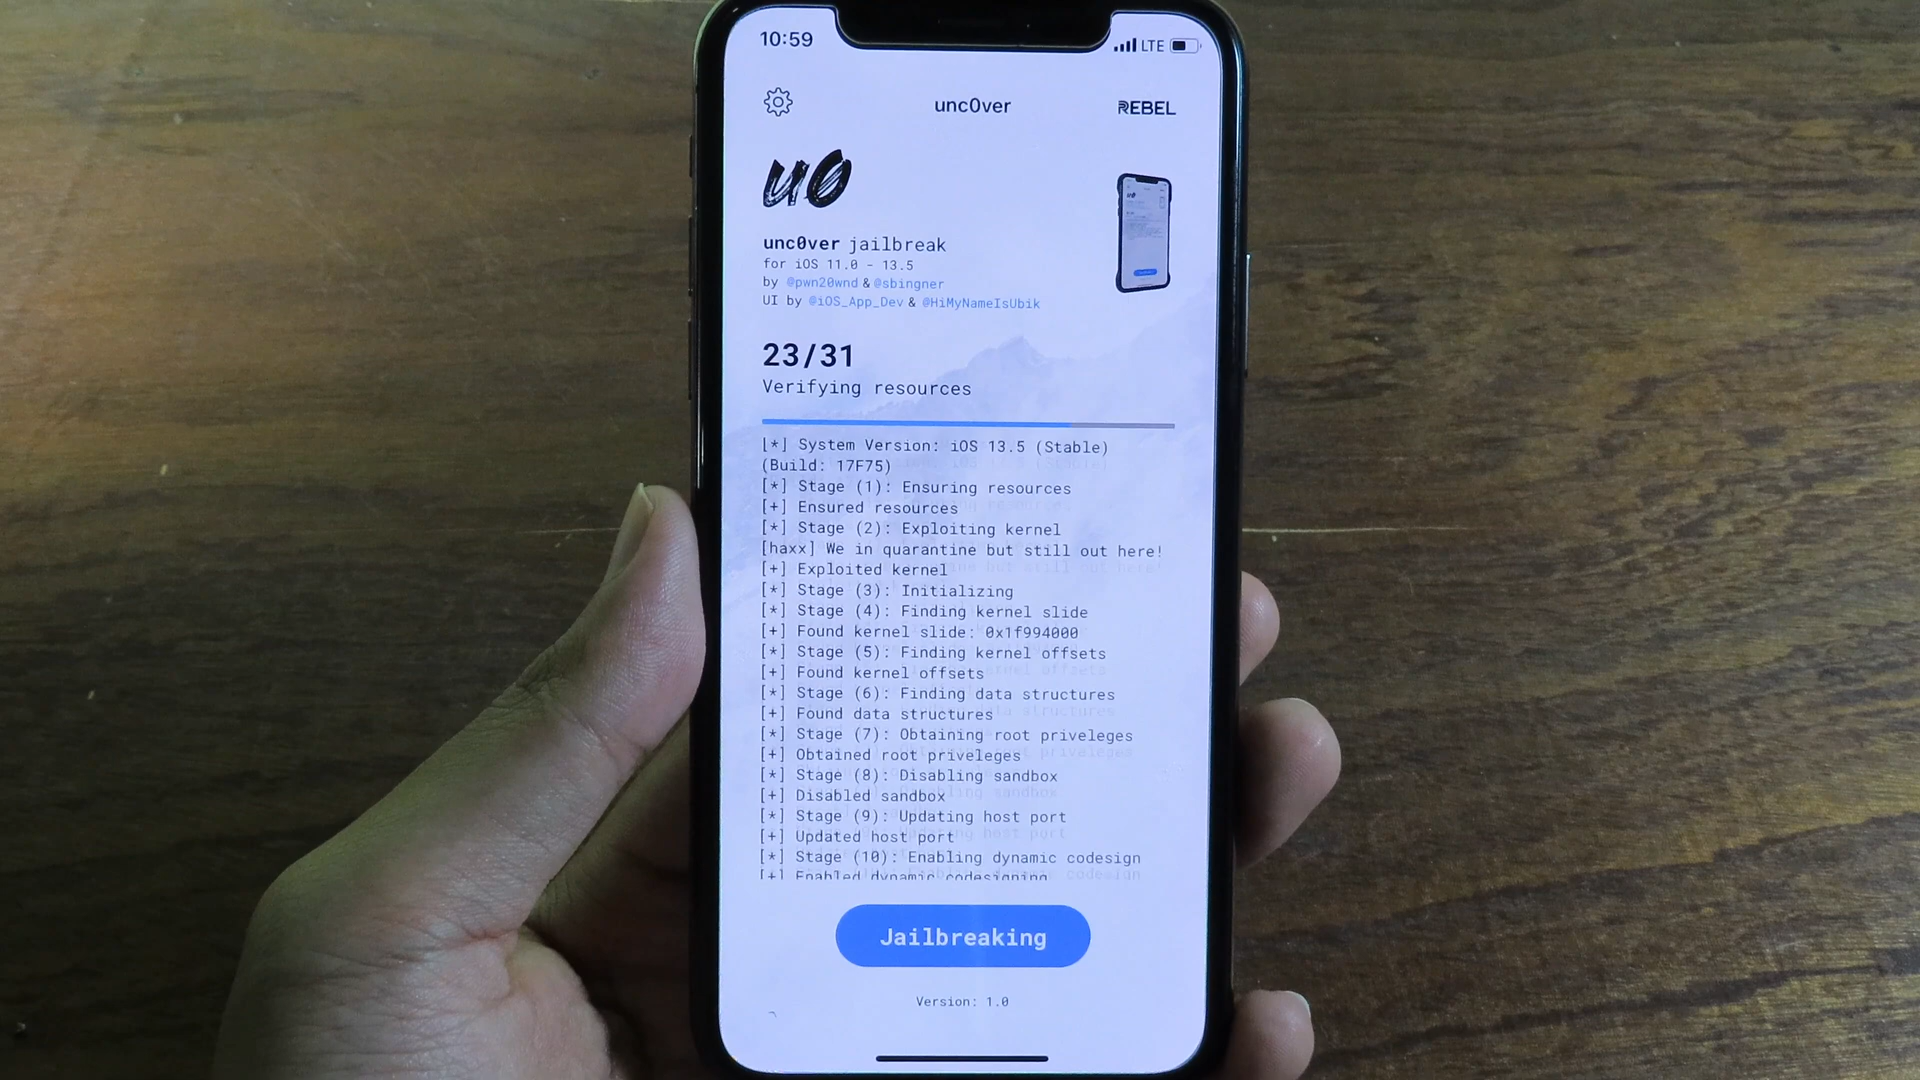 10:59
LTE
unc0ver
REBEL
u0
unc0ver jailbreak
for iOS 11.0 - 13.5
by @pwn20wnd & @sbingner
UI by @iOS_App_Dev & @HiMyNameIsUbik
23/31
Verifying resources
[*] System Version: iOS 13.5 (Stable)
(Build: 17F75)
[*] Stage (1): Ensuring resources
[+] Ensured resources
[*] Stage (2): Exploiting kernel
[haxx] We in quarantine but still out here!
[+] Exploited kernel
[*] Stage (3): Initializing
[*] Stage (4): Finding kernel slide
[+] Found kernel slide: 0x1f994000
[*] Stage (5): Finding kernel offsets
[+] Found kernel offsets
[*] Stage (6): Finding data structures
[+] Found data structures
[*] Stage (7): Obtaining root priveleges
[+] Obtained root priveleges
[*] Stage (8): Disabling sandbox
[+] Disabled sandbox
[*] Stage (9): Updating host port
[+] Updated host port
[*] Stage (10): Enabling dynamic codesign
[+] Enabled dynamic codesigning
Jailbreaking
Version: 1.0